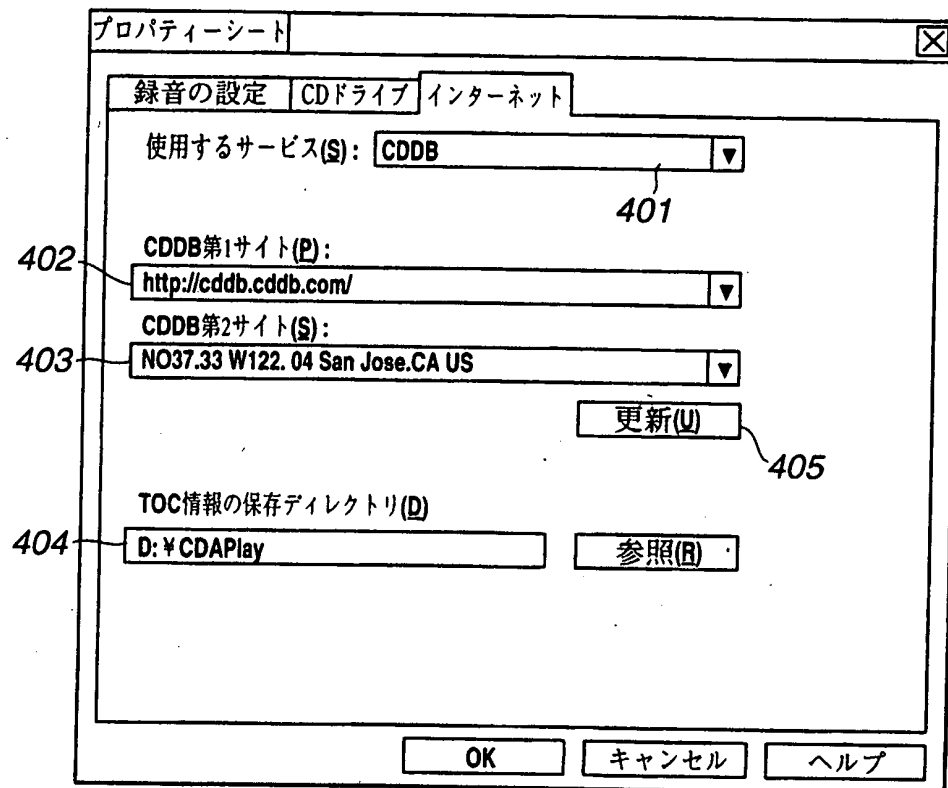 プロパティーシート
録音の設定 CDドライブ インターネット
使用するサービス(S): CDDB ▼
401
CDDB第1サイト(P):
402 http://cddb.cddb.com/ ▼
CDDB第2サイト(S):
403 NO37.33 W122. 04 San Jose.CA US ▼
更新(U)
405
TOC情報の保存ディレクトリ(D)
404 D:¥CDAPlay 参照(R)
OK キャンセル ヘルプ